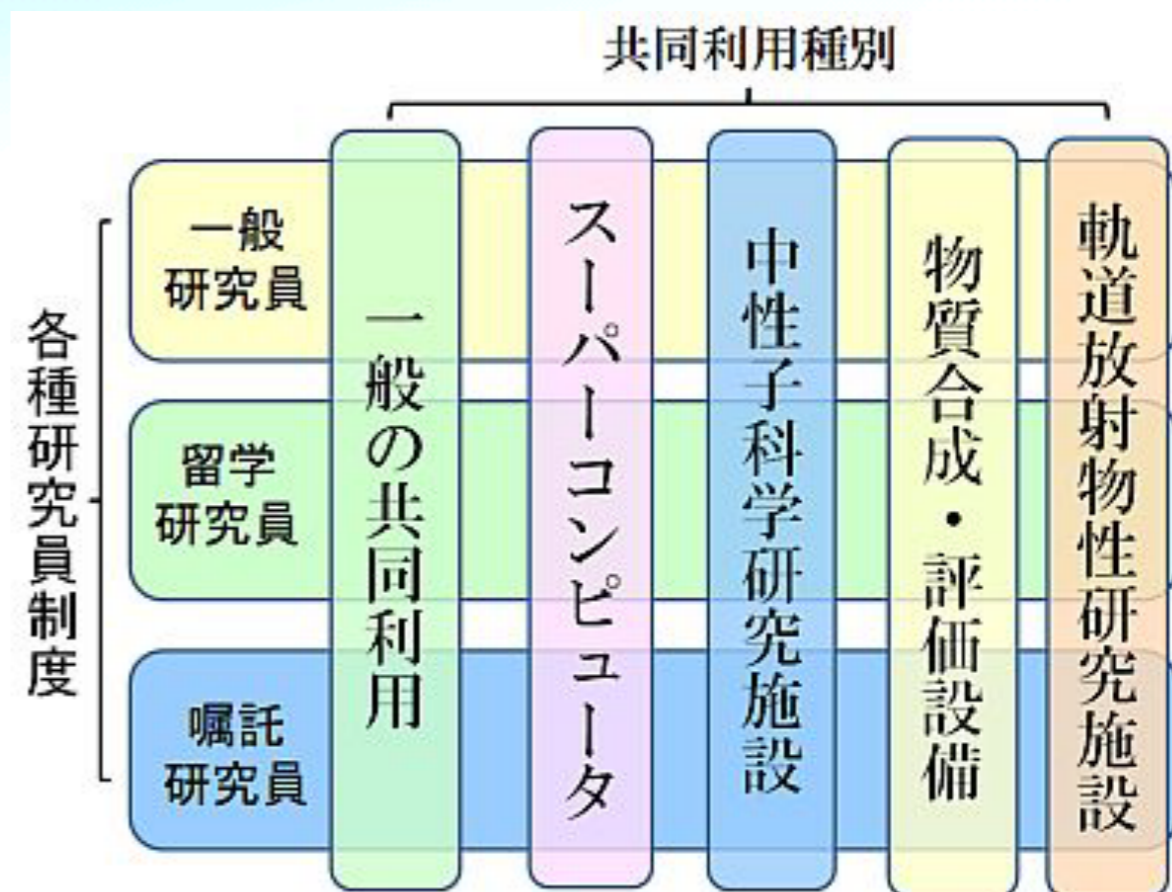 共同利用種別
各種研究員制度
一般
研究員
留学
研究員
嘱託
研究員
一般の共同利用
スーパーコンピュータ
中性子科学研究施設
物質合成・評価設備
軌道放射物性研究施設